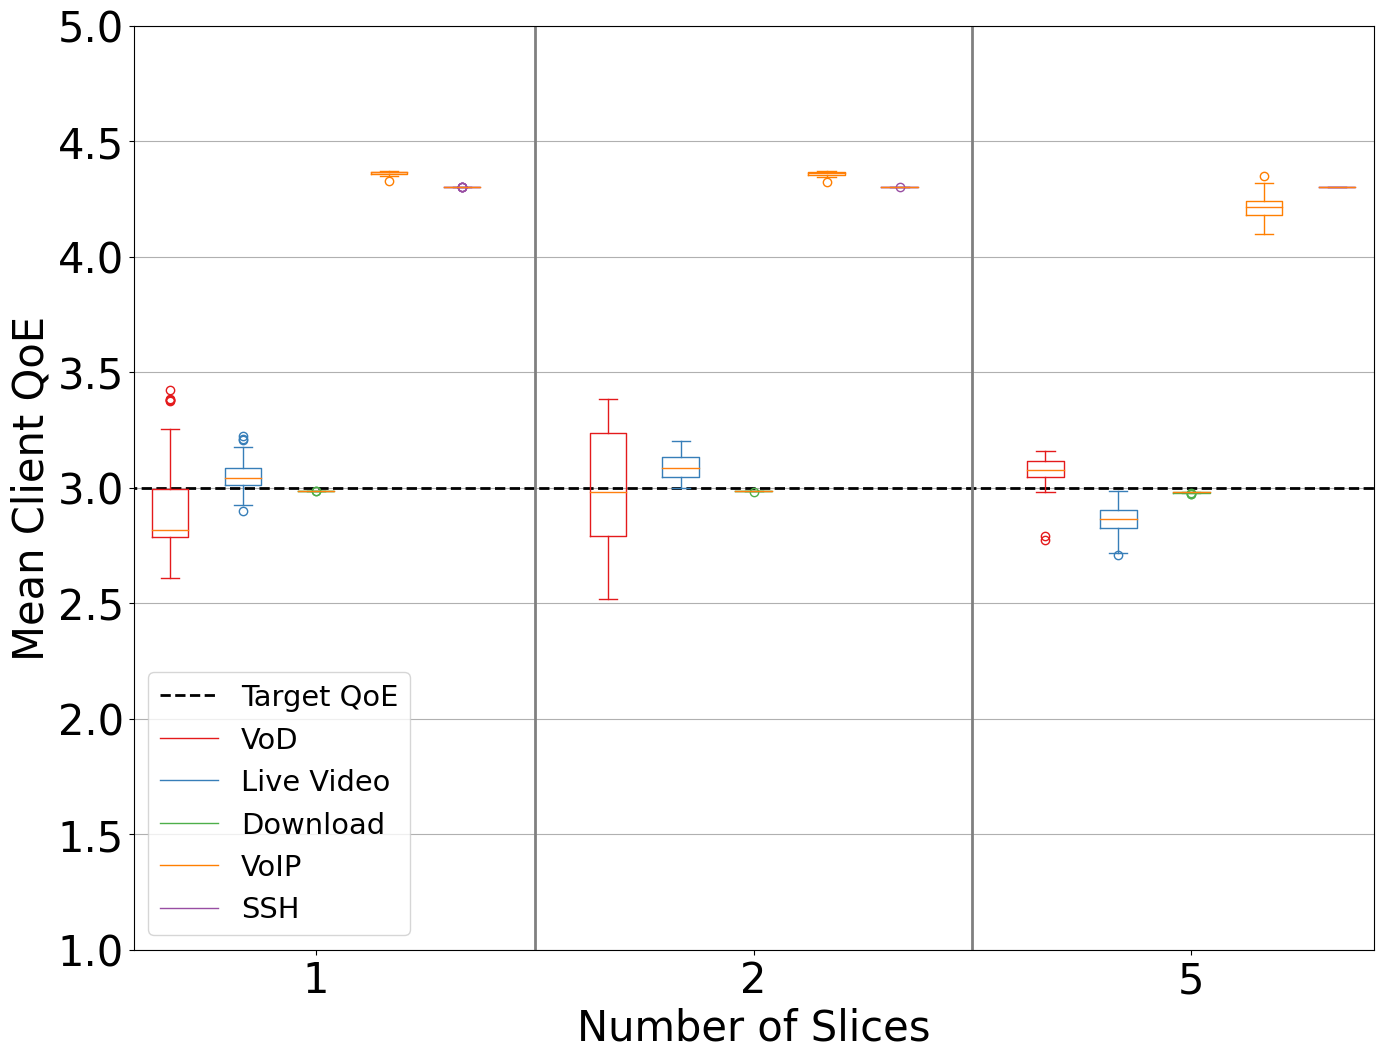 5.0
4.5
4.0
3.5
3.0
2.5
2.0
1.5
1.0
Mean Client QoE
Target QoE
VoD
Live Video
Download
VoIP
SSH
1
2
5
Number of Slices